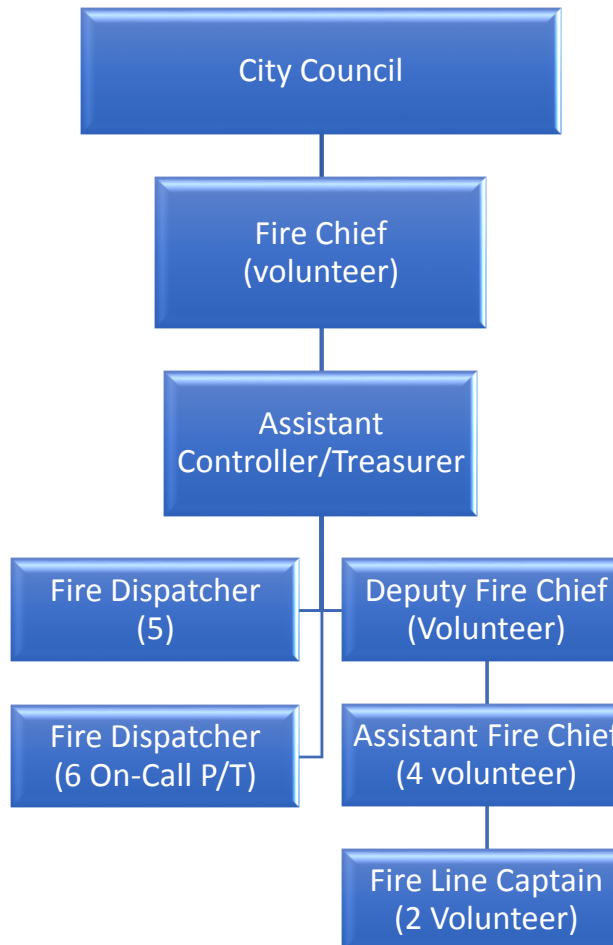 City Council
Fire Chief
(volunteer)
Assistant
Controller/Treasurer
Fire Dispatcher
(5)
Deputy Fire Chief
(Volunteer)
Fire Dispatcher
(6 On-Call P/T)
Assistant Fire Chief
(4 volunteer)
Fire Line Captain
(2 Volunteer)